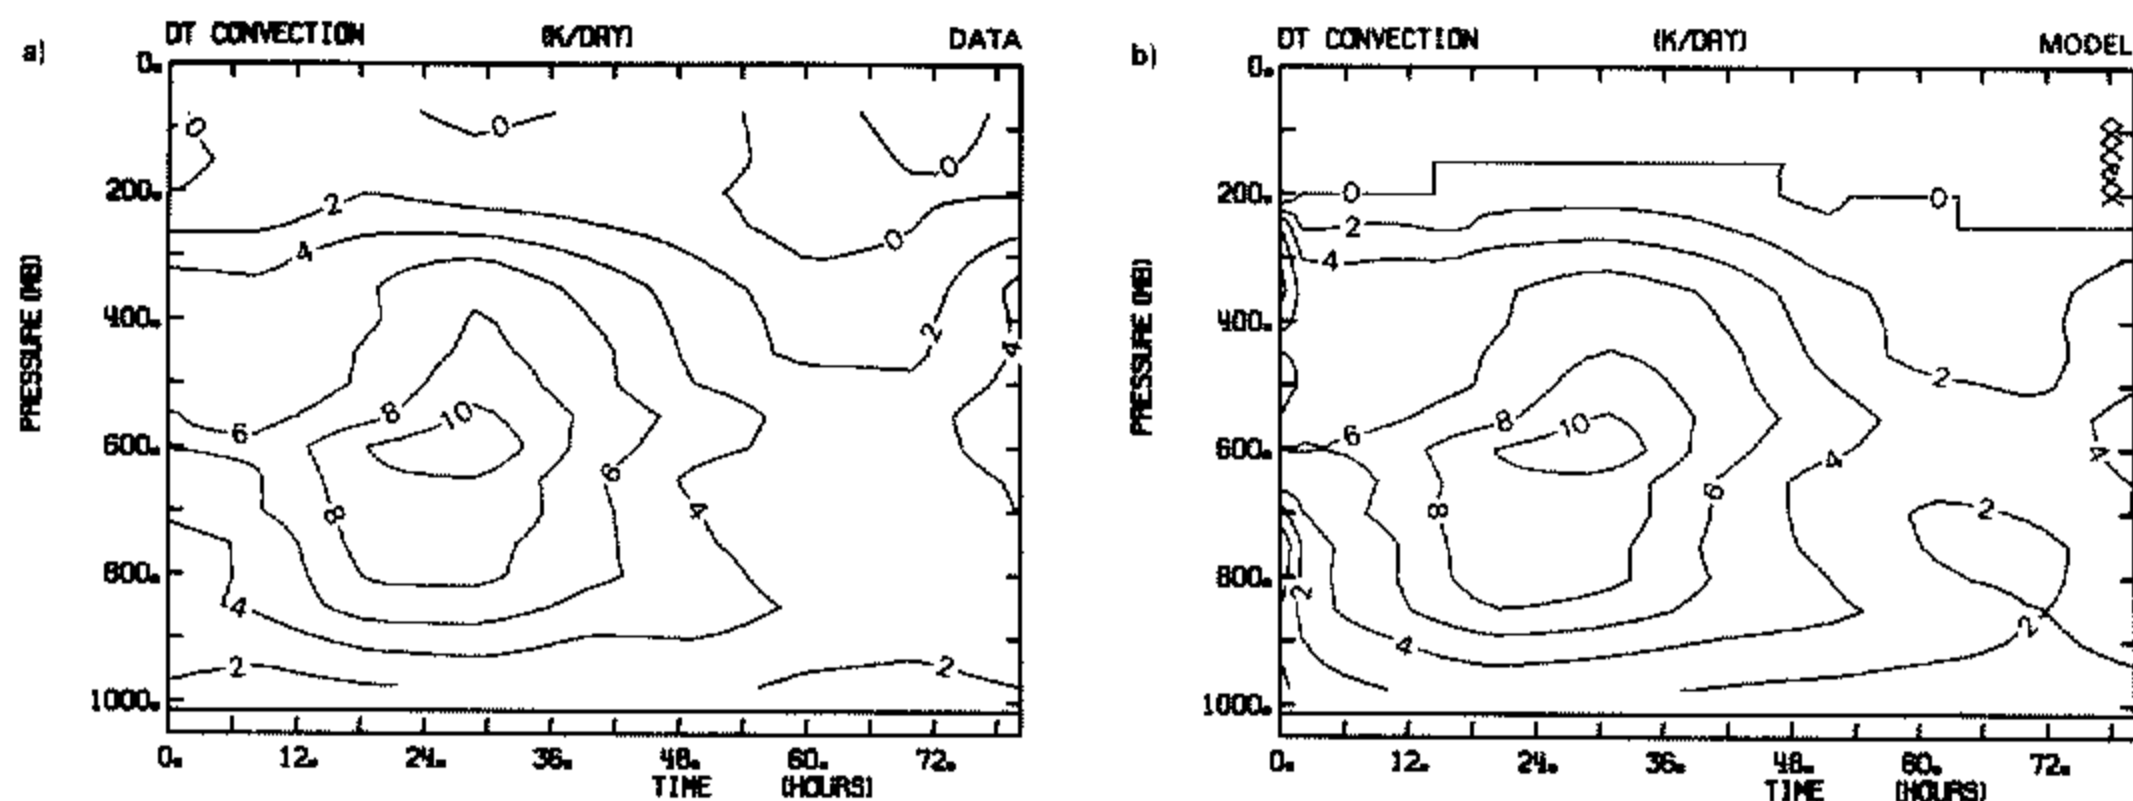 a)
DT CONVECTION (K/DAY) DATA
0.
200.
400.
600.
800.
1000.
PRESSURE (MB)
0 0 0 0
2 2 2 2
4 4 4 4
6 6
8 8
10
0. 12. 24. 36. 48. 60. 72.
TIME (HOURS)
b)
DT CONVECTION (K/DAY) MODEL
0.
200.
400.
600.
800.
1000.
PRESSURE (MB)
0 0
2 2 2 2 2
4 4 4 4
6 6
8 8
10
0. 12. 24. 36. 48. 60. 72.
TIME (HOURS)